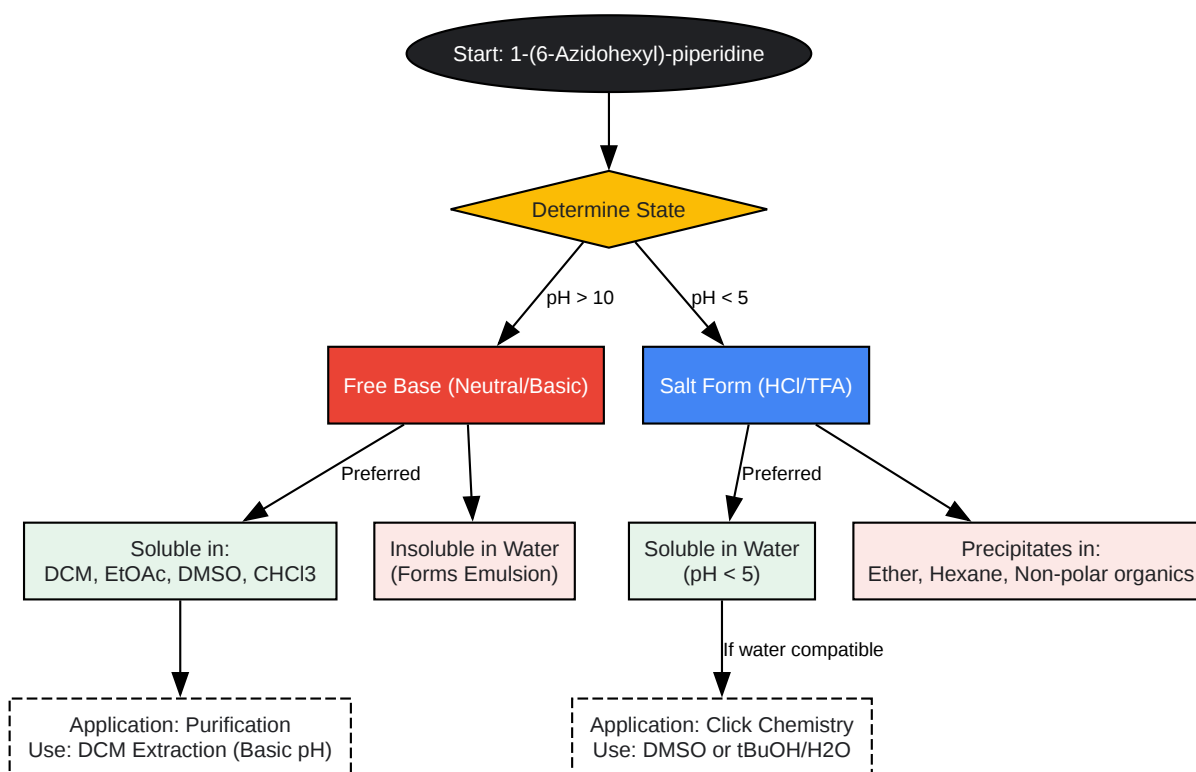 Start: 1-(6-Azidohexyl)-piperidine
Determine State
pH > 10
pH < 5
Free Base (Neutral/Basic)
Salt Form (HCl/TFA)
Preferred
Preferred
Soluble in:
DCM, EtOAc, DMSO, CHCl3
Insoluble in Water
(Forms Emulsion)
Soluble in Water
(pH < 5)
Precipitates in:
Ether, Hexane, Non-polar organics
If water compatible
Application: Purification
Use: DCM Extraction (Basic pH)
Application: Click Chemistry
Use: DMSO or tBuOH/H2O